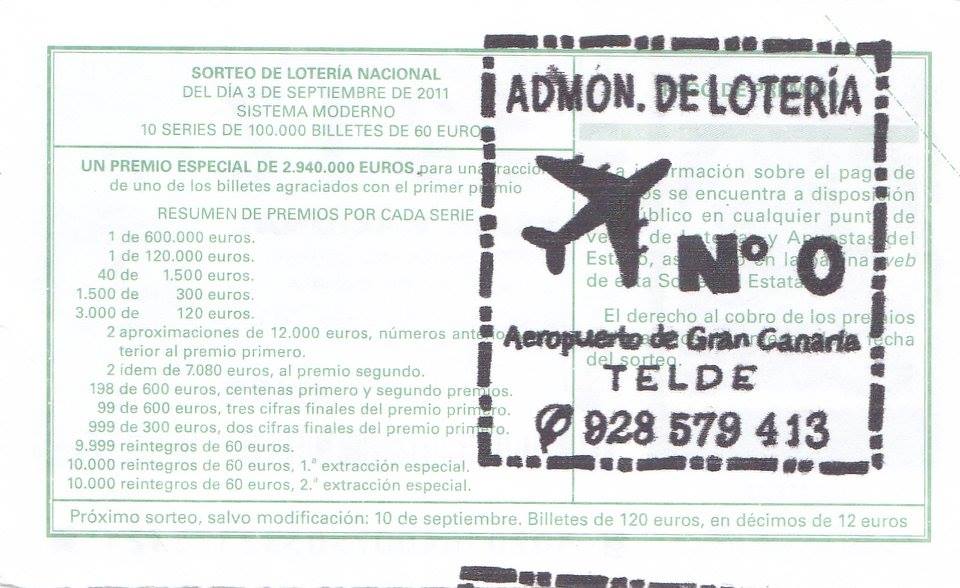 SORTEO DE LOTERÍA NACIONAL
DEL DÍA 3 DE SEPTIEMBRE DE 2011
SISTEMA MODERNO
10 SERIES DE 100.000 BILLETES DE 60 EURO
UN PREMIO ESPECIAL DE 2.940.000 EUROS para una fracción
de uno de los billetes agraciados con el primer premio
RESUMEN DE PREMIOS POR CADA SERIE
1 de 600.000 euros.
1 de 120.000 euros.
40 de 1.500 euros.
1.500 de 300 euros.
3.000 de 120 euros.
2 aproximaciones de 12.000 euros, números
terior al premio primero.
2 ídem de 7.080 euros, al premio segundo.
198 de 600 euros, centenas primero y segundo premios.
99 de 600 euros, tres cifras finales del premio primero.
999 de 300 euros, dos cifras finales del premio primero.
9.999 reintegros de 60 euros.
10.000 reintegros de 60 euros, 1.ª extracción especial.
10.000 reintegros de 60 euros, 2.ª extracción especial.
ADMÓN. DE LOTERÍA
Nº 0
Aeropuerto de Gran Canaria
TELDE
928 579 413
información sobre el pago de
se encuentra a disposición
público en cualquier punto de
de Loterías y Apuestas del
Estado, en la página web
de esta Sociedad Estatal
El derecho al cobro de los premios
fecha
del sorteo.
Próximo sorteo, salvo modificación: 10 de septiembre. Billetes de 120 euros, en décimos de 12 euros